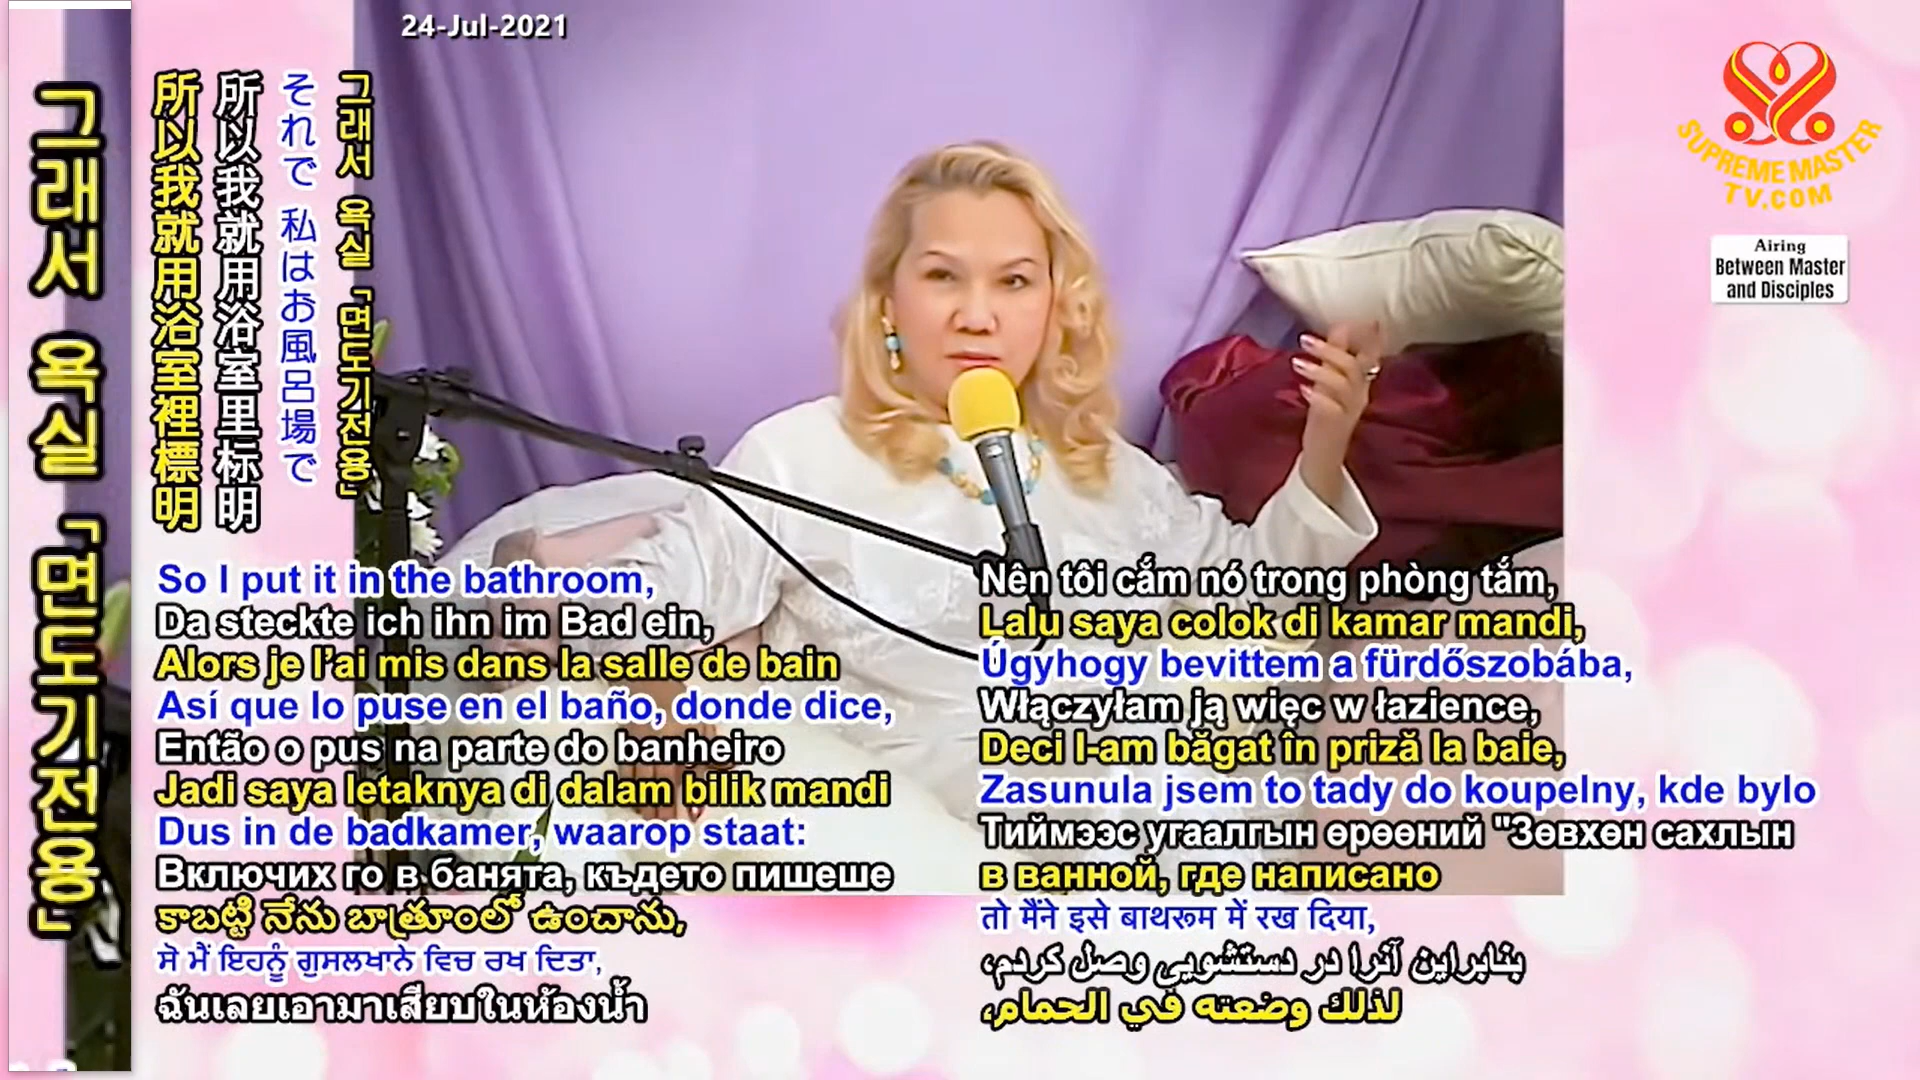 24-Jul-2021
그래서 욕실 「면도기전용」
所以我就用浴室裡標明
所以我就用浴室里标明
それで 私はお風呂場で
그래서 욕실 「면도기전용」
SUPREME MASTER
TV.COM
Airing
Between Master
and Disciples
So I put it in the bathroom,
Da steckte ich ihn im Bad ein,
Alors je l'ai mis dans la salle de bain
Así que lo puse en el baño, donde dice,
Então o pus na parte do banheiro
Jadi saya letaknya di dalam bilik mandi
Dus in de badkamer, waarop staat:
Включих го в банята, където пишеше
కాబట్టి నేను బాత్రూంలో ఉంచాను,
ਸੋ ਮੈਂ ਇਹਨੂੰ ਗੁਸਲਖਾਨੇ ਵਿਚ ਰਖ ਦਿਤਾ,
ฉันเลยเอามาเสียบในห้องน้ำ
Nên tôi cắm nó trong phòng tắm,
Lalu saya colok di kamar mandi,
Úgyhogy bevittem a fürdőszobába,
Włączyłam ją więc w łazience,
Deci l-am băgat în priză la baie,
Zasunula jsem to tady do koupelny, kde bylo
Тиймээс угаалгын өрөөний "Зөвхөн сахлын
в ванной, где написано
तो मैंने इसे बाथरूम में रख दिया,
بنابراین آنرا در دستشویی وصل کردم،
لذلك وضعته في الحمام،